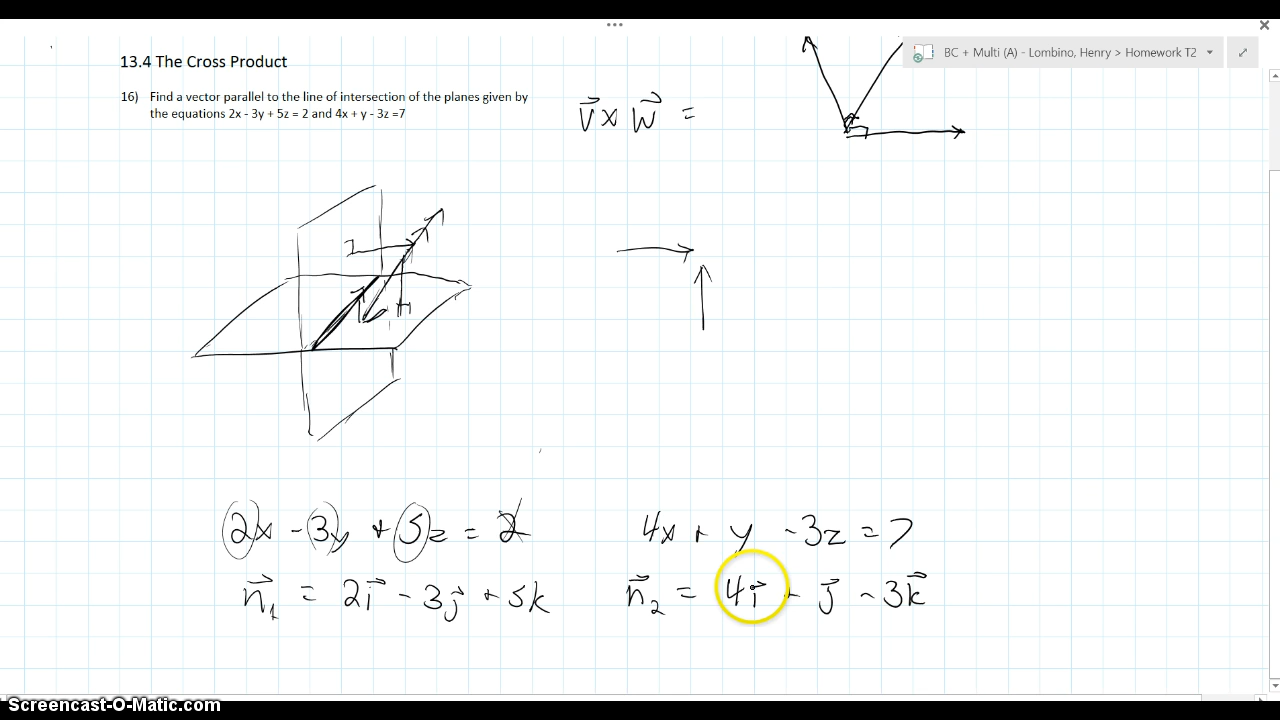 BC + Multi (A) - Lombino, Henry > Homework T2
13.4 The Cross Product
16) Find a vector parallel to the line of intersection of the planes given by
the equations 2x - 3y + 5z = 2 and 4x + y - 3z =7
v⃗ x w⃗ =
2x - 3y + 5z = 2
4x + y - 3z = 7
n⃗₁ = 2i⃗ - 3j⃗ + 5k
n⃗₂ = 4i⃗ + j⃗ - 3k⃗
Screencast-O-Matic.com